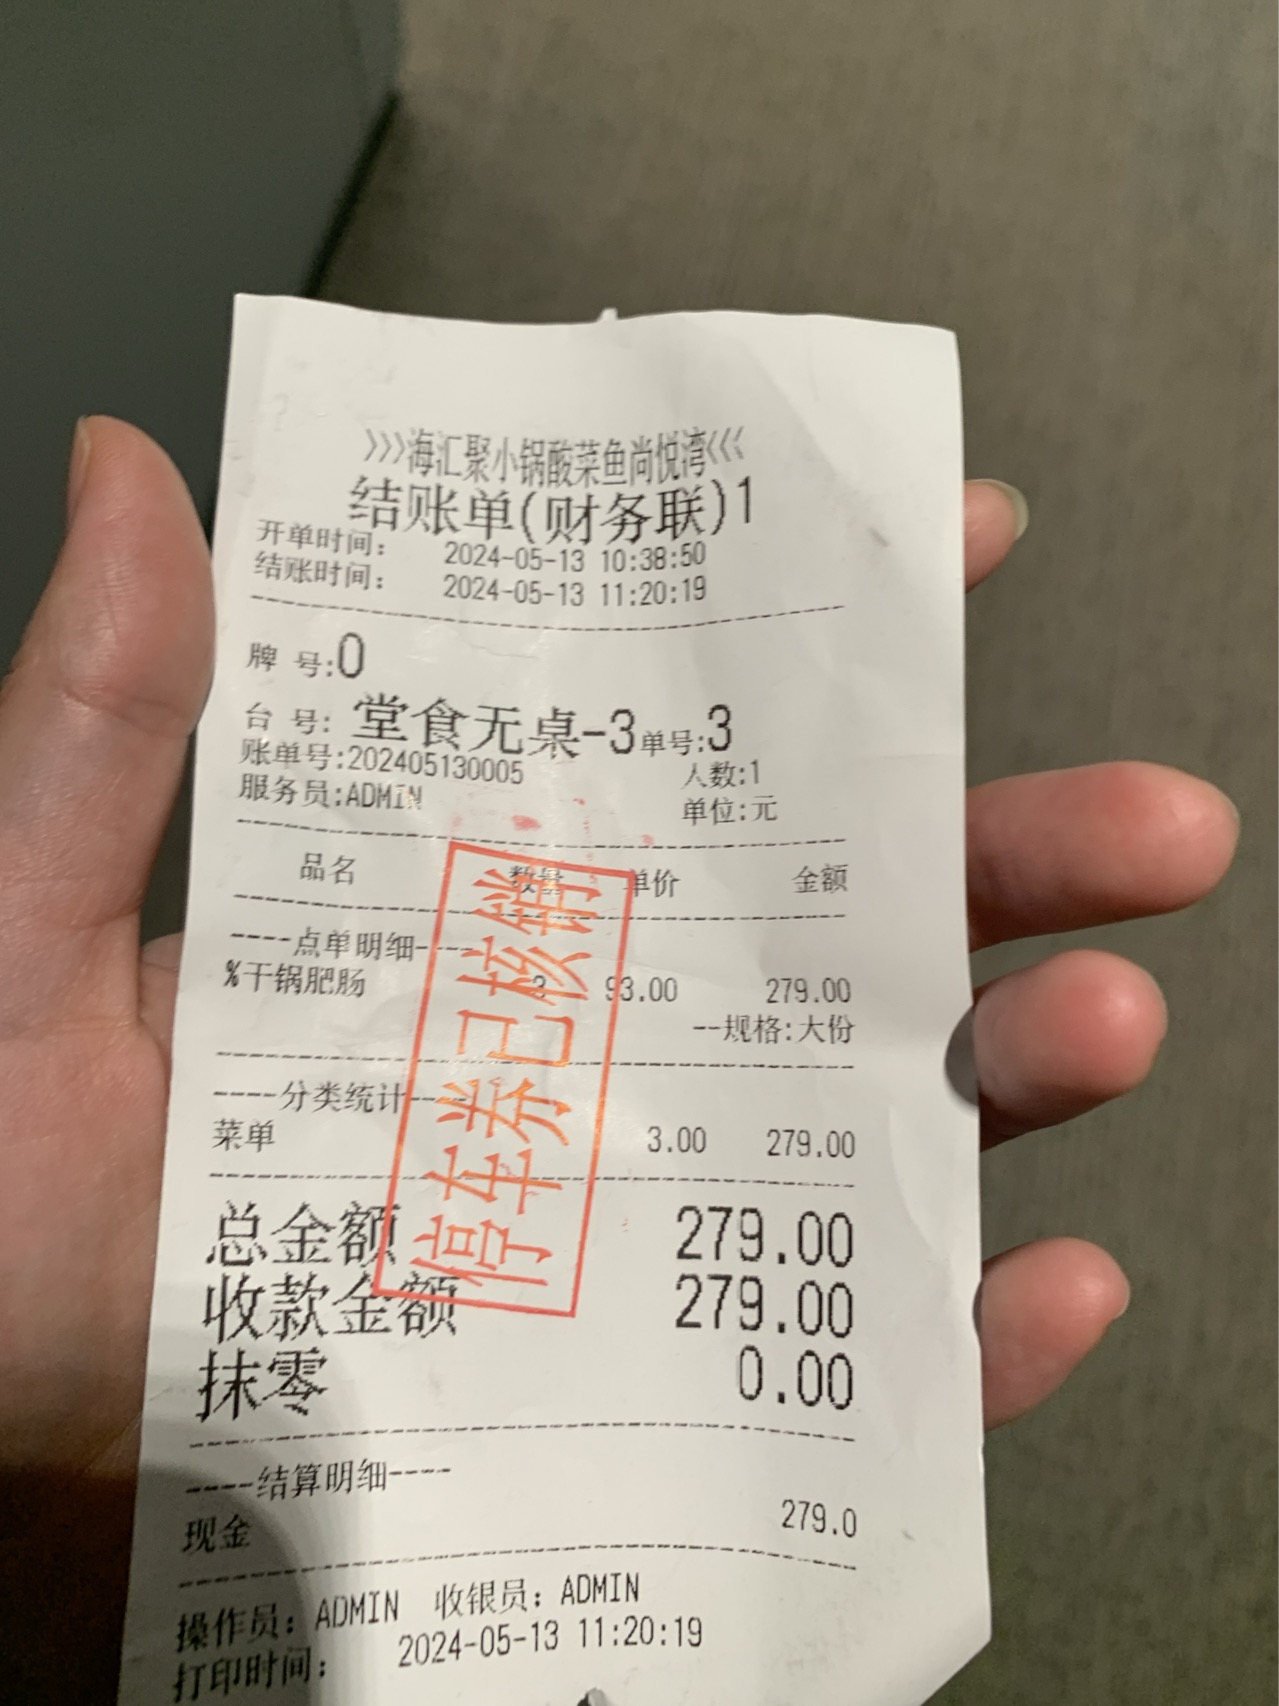 >>>海汇聚小锅酸菜鱼尚悦湾<<<
结账单(财务联)1
开单时间: 2024-05-13 10:38:50
结账时间: 2024-05-13 11:20:19
牌 号:0
台 号: 堂食无桌-3 单号:3
账单号:202405130005 人数:1
服务员:ADMIN 单位:元
品名 数量 单价 金额
----点单明细----
%干锅肥肠 3 93.00 279.00
--规格:大份
----分类统计----
菜单 3.00 279.00
总金额 279.00
收款金额 279.00
抹零 0.00
----结算明细----
现金 279.0
操作员: ADMIN 收银员: ADMIN
打印时间: 2024-05-13 11:20:19
停车券已核销